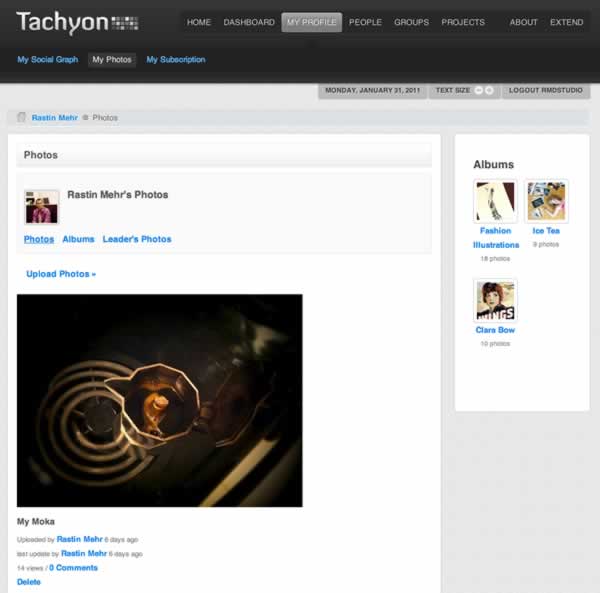 Tachyon
HOME DASHBOARD MY PROFILE PEOPLE GROUPS PROJECTS ABOUT EXTEND
My Social Graph My Photos My Subscription
MONDAY, JANUARY 31, 2011 TEXT SIZE LOGOUT RMDSTUDIO
Rastin Mehr Photos
Photos
Rastin Mehr's Photos
Photos Albums Leader's Photos
Upload Photos »
My Moka
Uploaded by Rastin Mehr 6 days ago
last update by Rastin Mehr 6 days ago
14 views / 0 Comments
Delete
Albums
Fashion
Illustrations
18 photos
Ice Tea
9 photos
WINGS
Clara Bow
10 photos